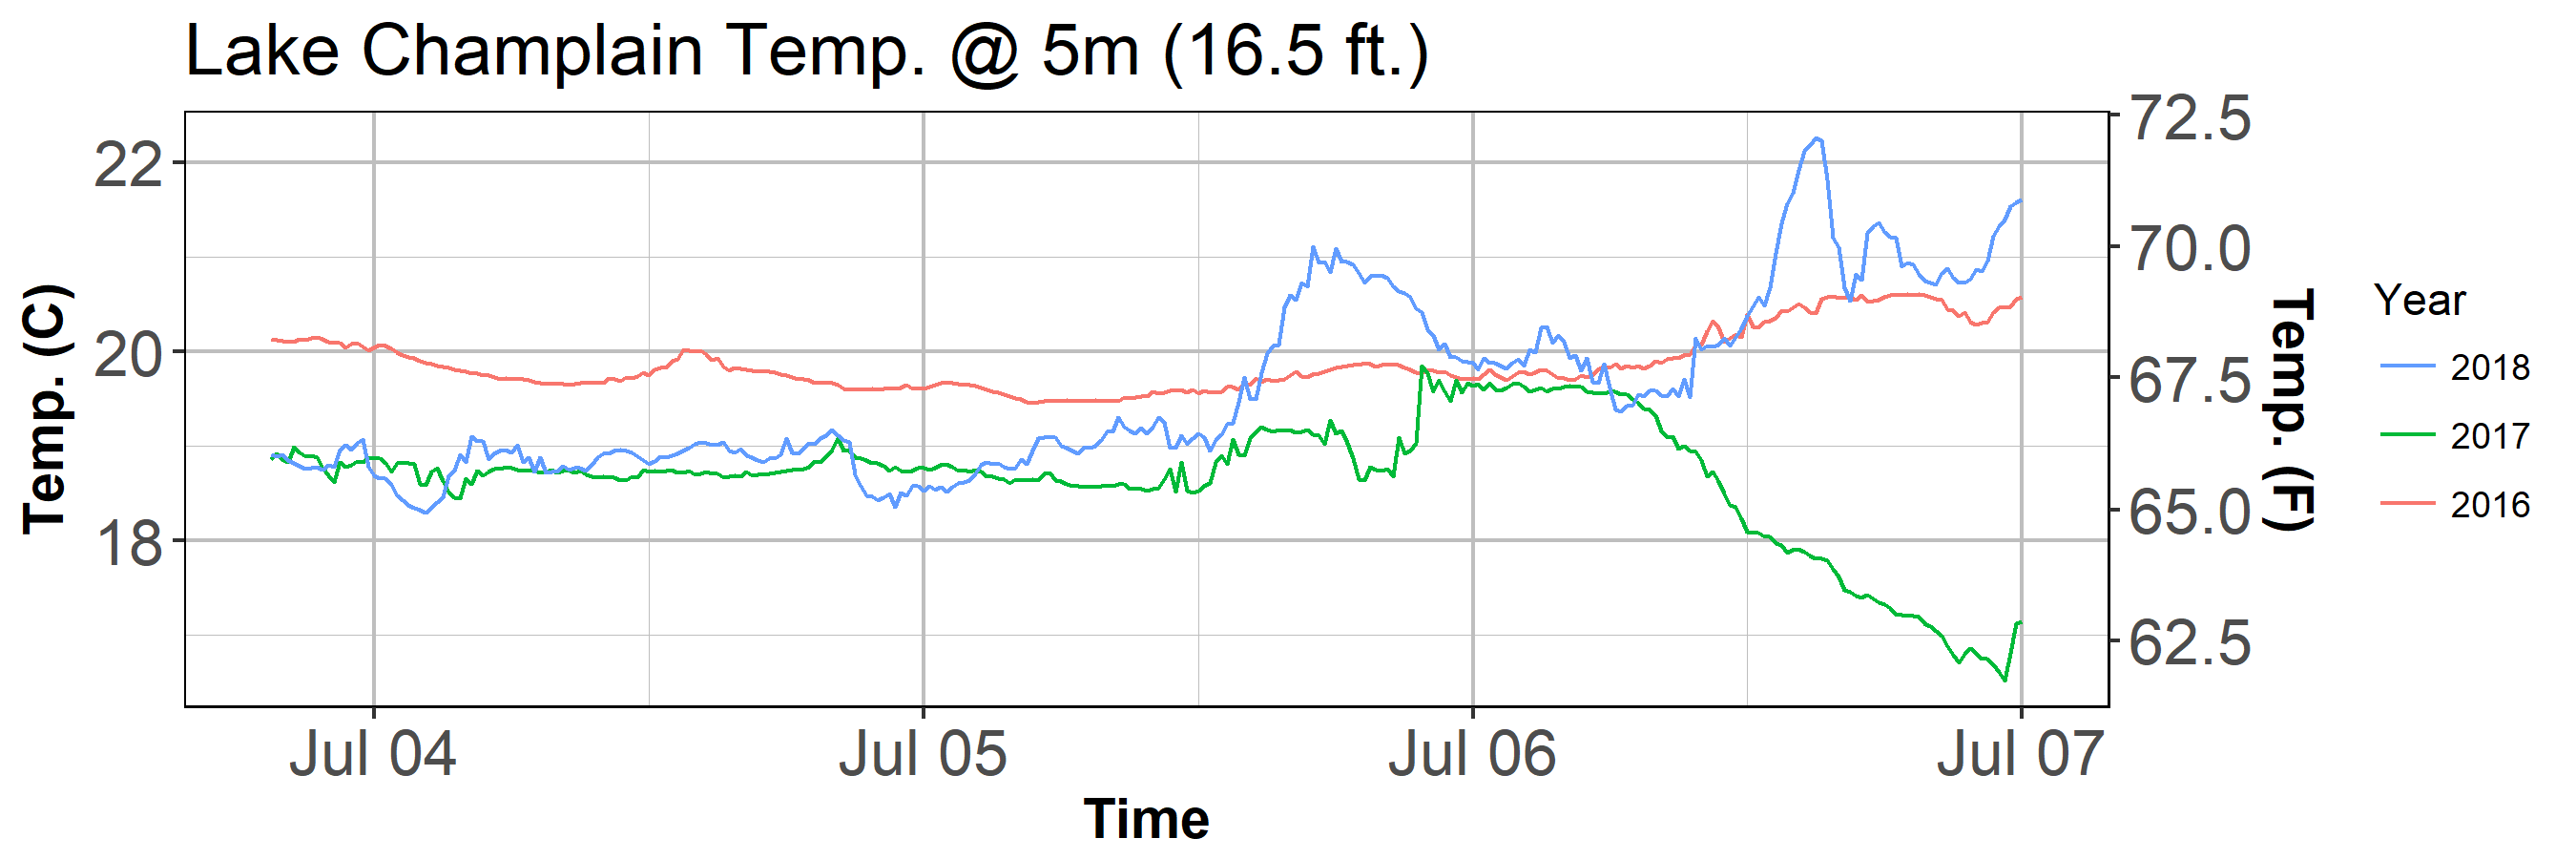 Lake Champlain Temp. @ 5m (16.5 ft.)
Temp. (C)
22
20
18
72.5
70.0
67.5
65.0
62.5
Temp. (F)
Jul 04
Jul 05
Jul 06
Jul 07
Time
Year
2018
2017
2016